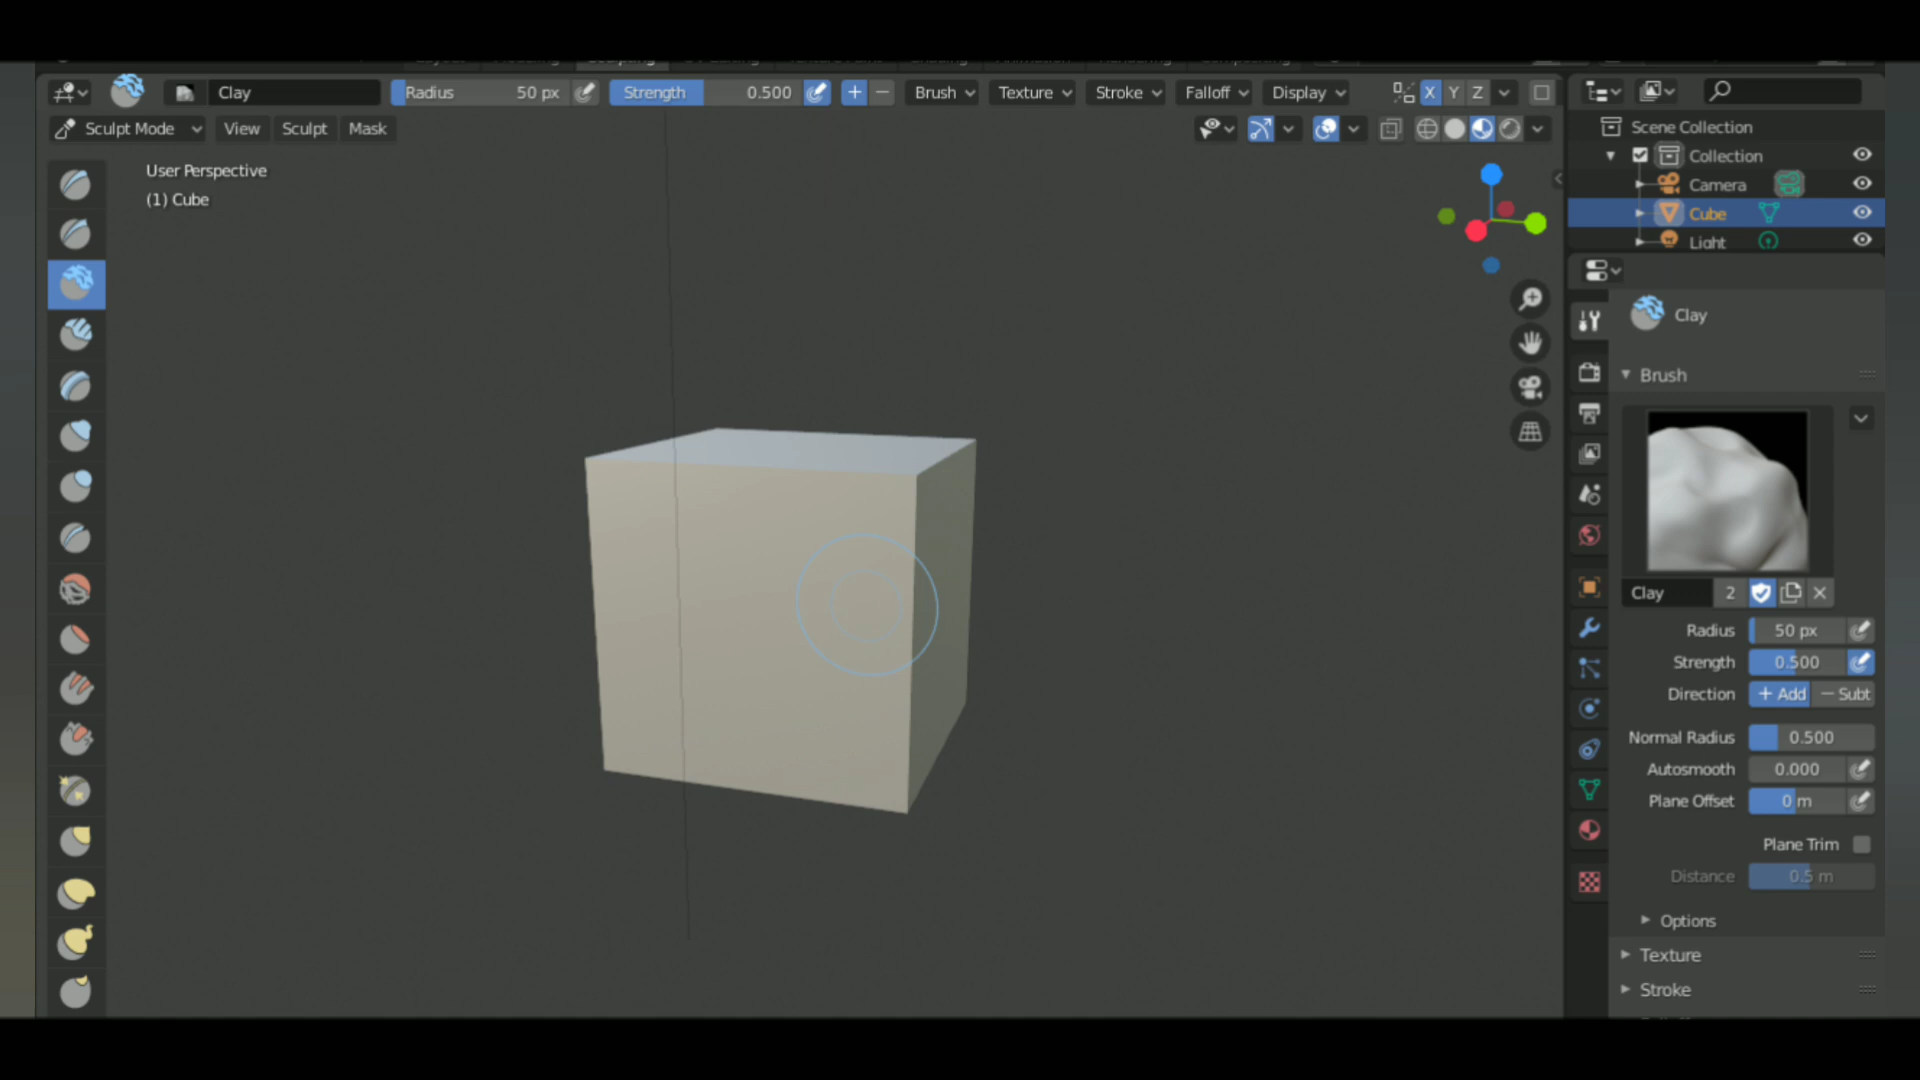 Clay
Radius 50 px
Strength 0.500
Brush
Texture
Stroke
Falloff
Display
X Y Z
Sculpt Mode
View
Sculpt
Mask
User Perspective
(1) Cube
Scene Collection
Collection
Camera
Cube
Light
Clay
Brush
Clay 2
Radius 50 px
Strength 0.500
Direction + Add − Subt
Normal Radius 0.500
Autosmooth 0.000
Plane Offset 0 m
Plane Trim
Distance 0.5 m
Options
Texture
Stroke